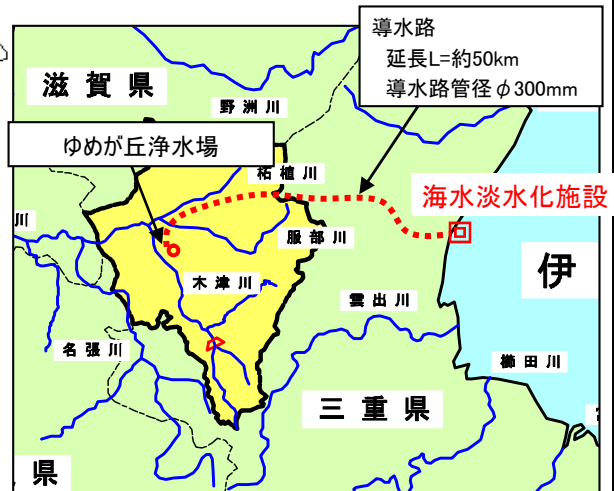 導水路
延長L=約50km
導水路管径φ300mm
滋賀県
野洲川
ゆめが丘浄水場
柘植川
海水淡水化施設
川
服部川
伊
木津川
雲出川
名張川
櫛田川
三重県
県